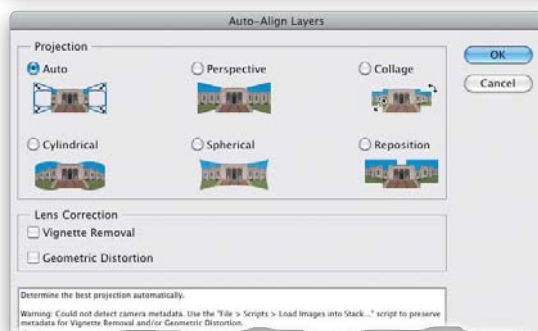 Auto-Align Layers
Projection
Auto
Perspective
Collage
OK
Cancel
Cylindrical
Spherical
Reposition
Lens Correction
Vignette Removal
Geometric Distortion
Determine the best projection automatically.
Warning: Could not detect camera metadata. Use the "File > Scripts > Load Images into Stack..." script to preserve
metadata for Vignette Removal and/or Geometric Distortion.